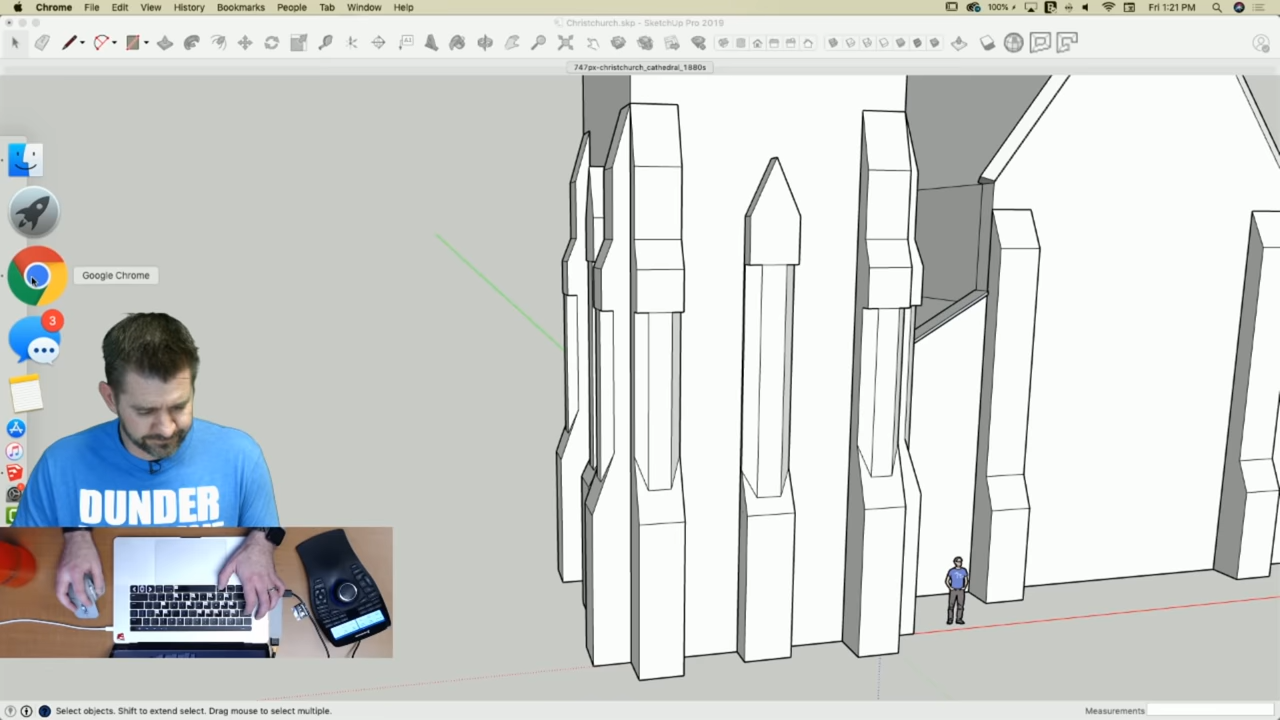 Chrome File Edit View History Bookmarks People Tab Window Help 100% Fri 1:21 PM
Christchurch.skp - SketchUp Pro 2019
747px-christchurch_cathedral_1880s
Google Chrome
3
DUNDER
Select objects. Shift to extend select. Drag mouse to select multiple.
Measurements